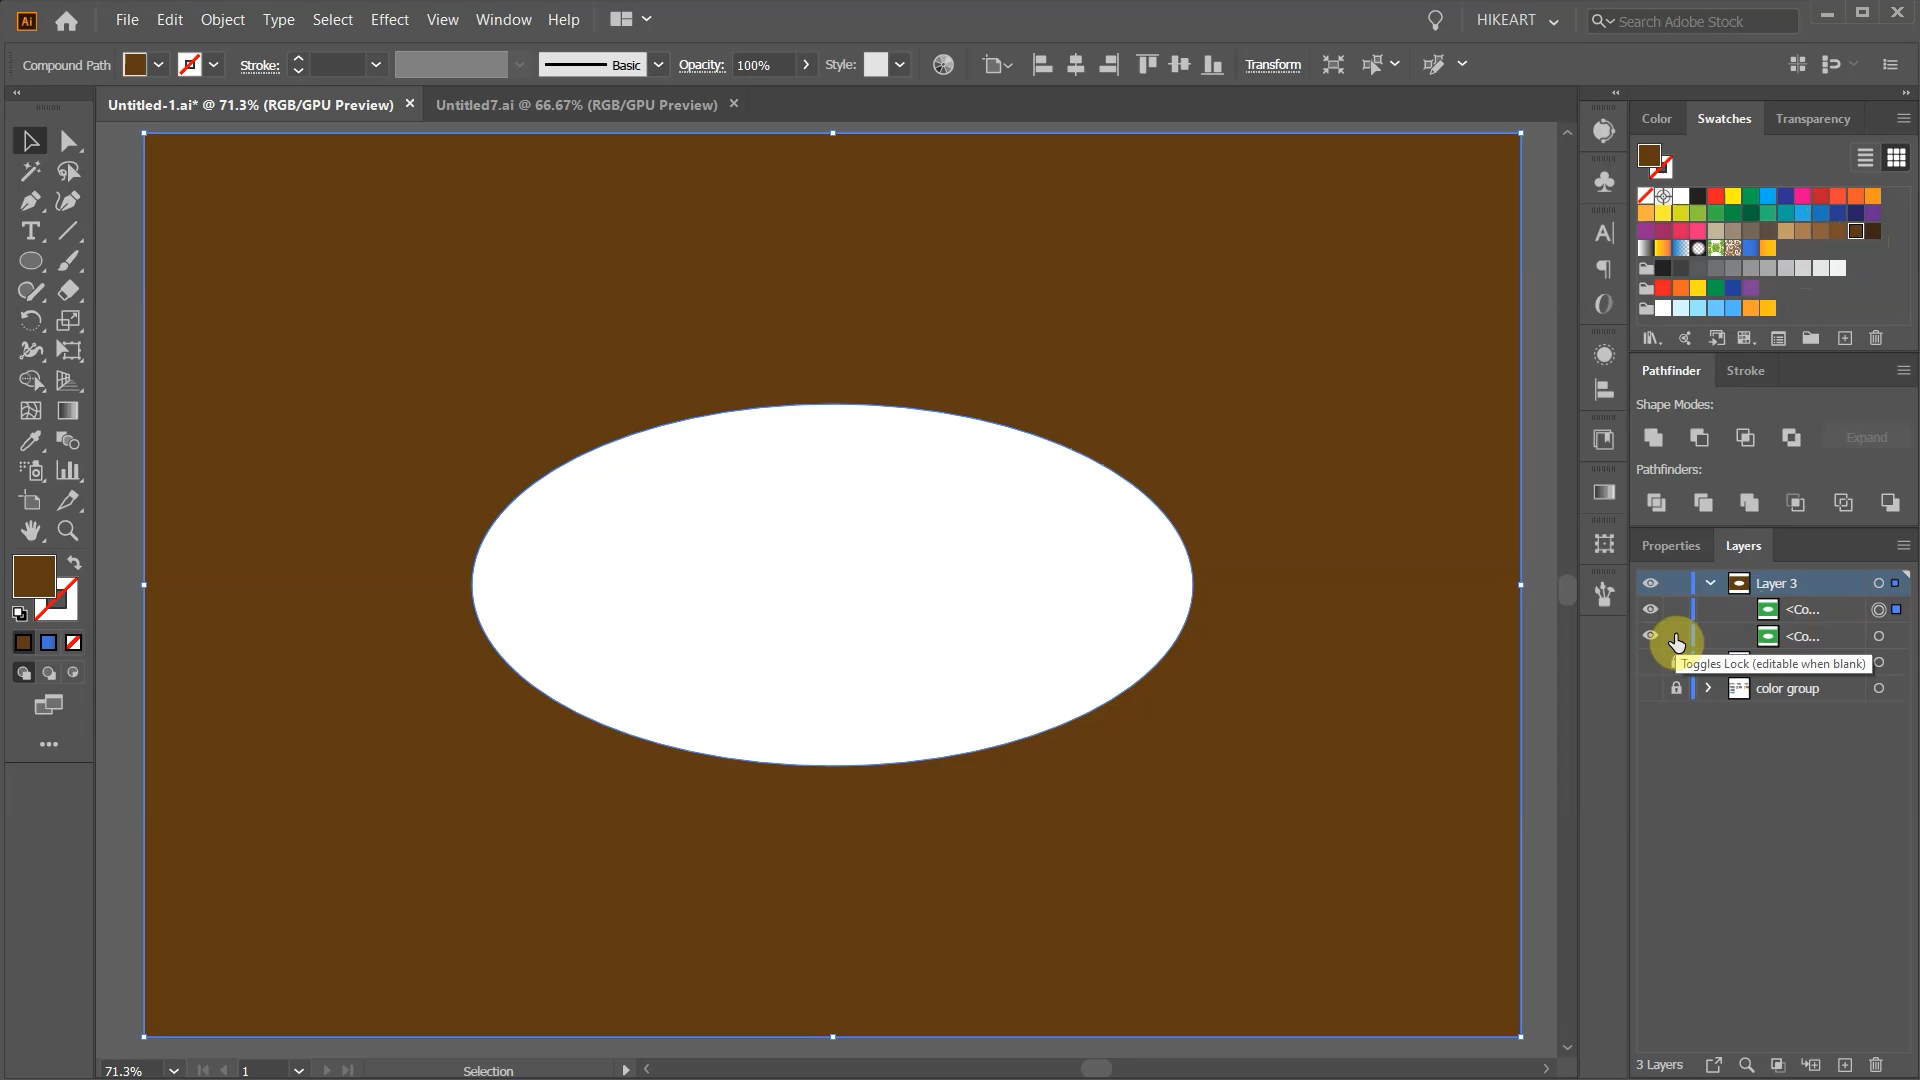 Ai
File
Edit
Object
Type
Select
Effect
View
Window
Help
HIKEART
Search Adobe Stock
Compound Path
Stroke:
Basic
Opacity:
100%
Style:
Transform
Untitled-1.ai* @ 71.3% (RGB/GPU Preview)
Untitled7.ai @ 66.67% (RGB/GPU Preview)
Color
Swatches
Transparency
Pathfinder
Stroke
Shape Modes:
Expand
Pathfinders:
Properties
Layers
Layer 3
<Co...
<Co...
Toggles Lock (editable when blank)
color group
3 Layers
71.3%
1
Selection